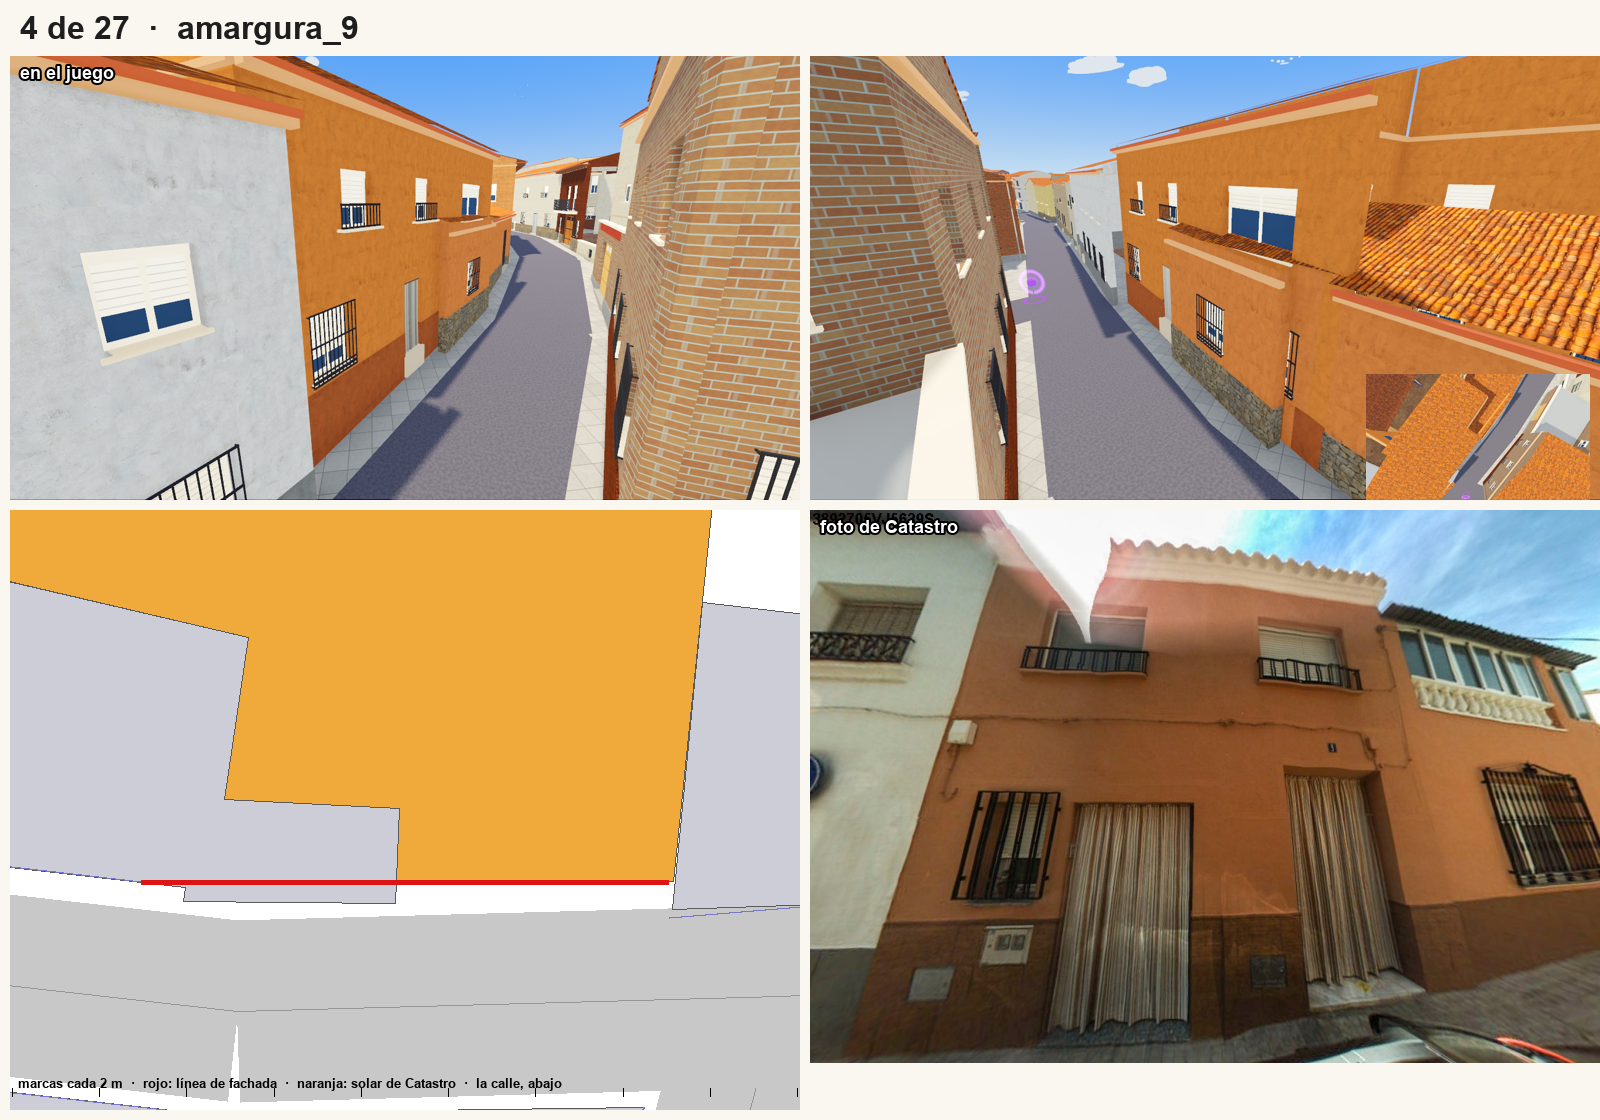 4 de 27 · amargura_9
en el juego
foto de Catastro
marcas cada 2 m · rojo: línea de fachada · naranja: solar de Catastro · la calle, abajo